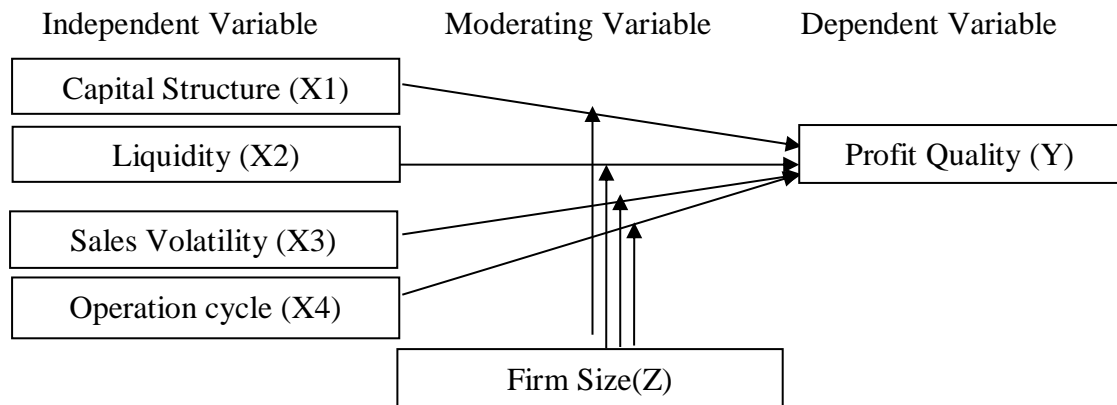 Independent Variable Moderating Variable Dependent Variable
Capital Structure (X1)
Liquidity (X2)
Profit Quality (Y)
Sales Volatility (X3)
Operation cycle (X4)
Firm Size(Z)